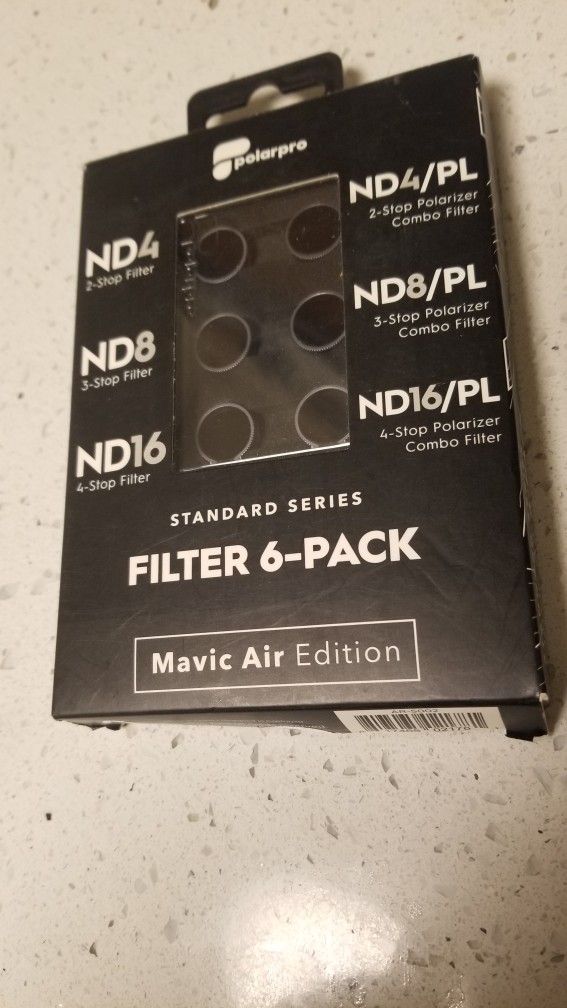 polarpro
ND4
2-Stop Filter
ND8
3-Stop Filter
ND16
4-Stop Filter
ND4/PL
2-Stop Polarizer
Combo Filter
ND8/PL
3-Stop Polarizer
Combo Filter
ND16/PL
4-Stop Polarizer
Combo Filter
STANDARD SERIES
FILTER 6-PACK
Mavic Air Edition